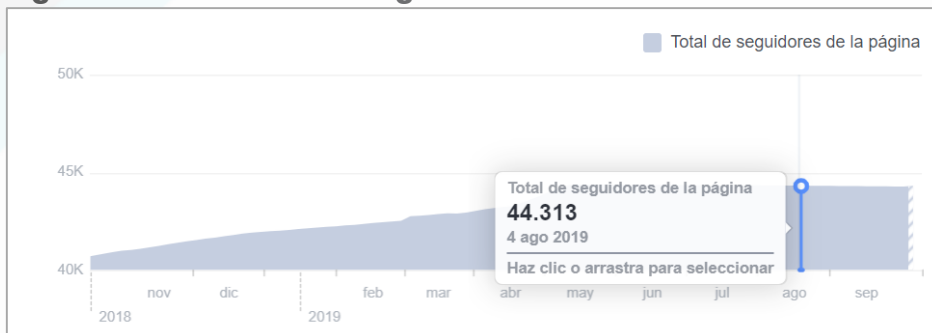 Total de seguidores de la página
50K
45K
Total de seguidores de la página
44.313
4 ago 2019
Haz clic o arrastra para seleccionar
40K
nov dic feb mar abr may jun jul ago sep
2018 2019